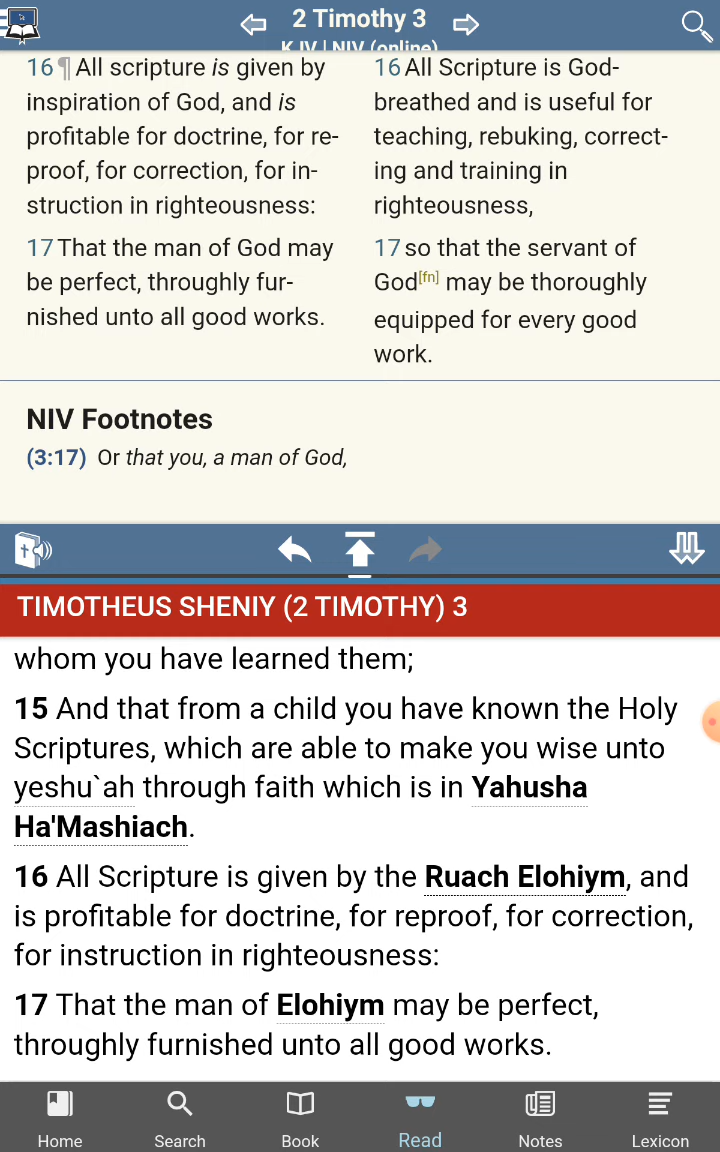 2 Timothy 3
KJV | NIV (online)
16 ¶ All scripture is given by
inspiration of God, and is
profitable for doctrine, for re-
proof, for correction, for in-
struction in righteousness:
17 That the man of God may
be perfect, throughly fur-
nished unto all good works.
16 All Scripture is God-
breathed and is useful for
teaching, rebuking, correct-
ing and training in
righteousness,
17 so that the servant of
God[fn] may be thoroughly
equipped for every good
work.
NIV Footnotes
(3:17) Or that you, a man of God,
TIMOTHEUS SHENIY (2 TIMOTHY) 3
whom you have learned them;
15 And that from a child you have known the Holy
Scriptures, which are able to make you wise unto
yeshu`ah through faith which is in Yahusha
Ha'Mashiach.
16 All Scripture is given by the Ruach Elohiym, and
is profitable for doctrine, for reproof, for correction,
for instruction in righteousness:
17 That the man of Elohiym may be perfect,
throughly furnished unto all good works.
Home Search Book Read Notes Lexicon